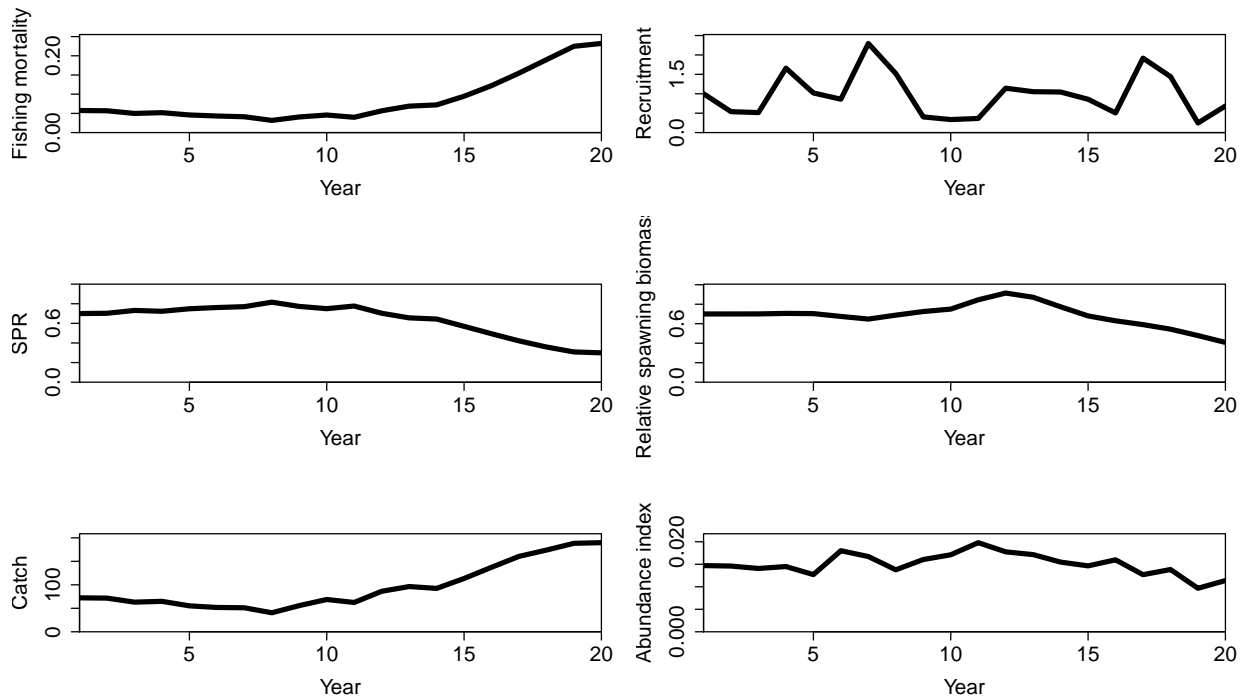 Fishing mortality
0.00 0.20
5 10 15 20
Year
Recruitment
0.0 1.5
5 10 15 20
Year
SPR
0.0 0.6
5 10 15 20
Year
Relative spawning biomas
0.0 0.6
5 10 15 20
Year
Catch
0 100
5 10 15 20
Year
Abundance index
0.000 0.020
5 10 15 20
Year